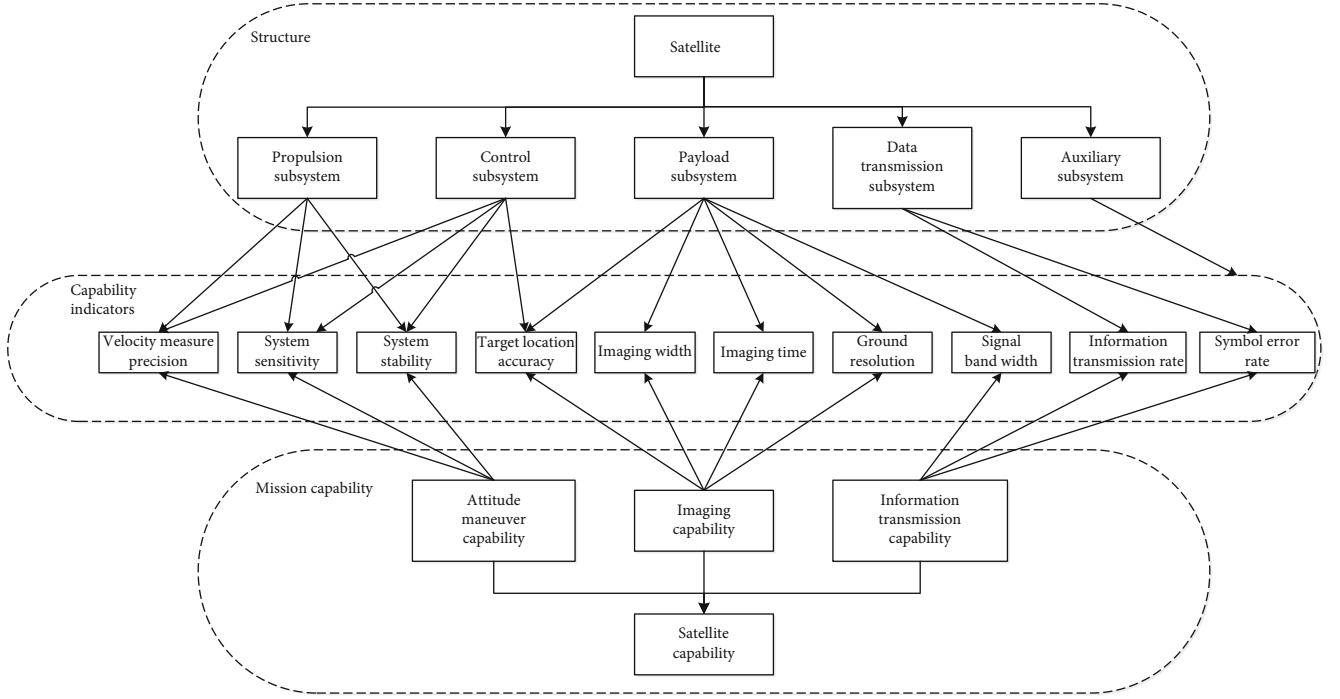 Structure
Satellite
Propulsion
subsystem
Control
subsystem
Payload
subsystem
Data
transmission
subsystem
Auxiliary
subsystem
Capability
indicators
Velocity measure
precision
System
sensitivity
System
stability
Target location
accuracy
Imaging width
Imaging time
Ground
resolution
Signal
band width
Information
transmission rate
Symbol error
rate
Mission capability
Attitude
maneuver
capability
Imaging
capability
Information
transmission
capability
Satellite
capability